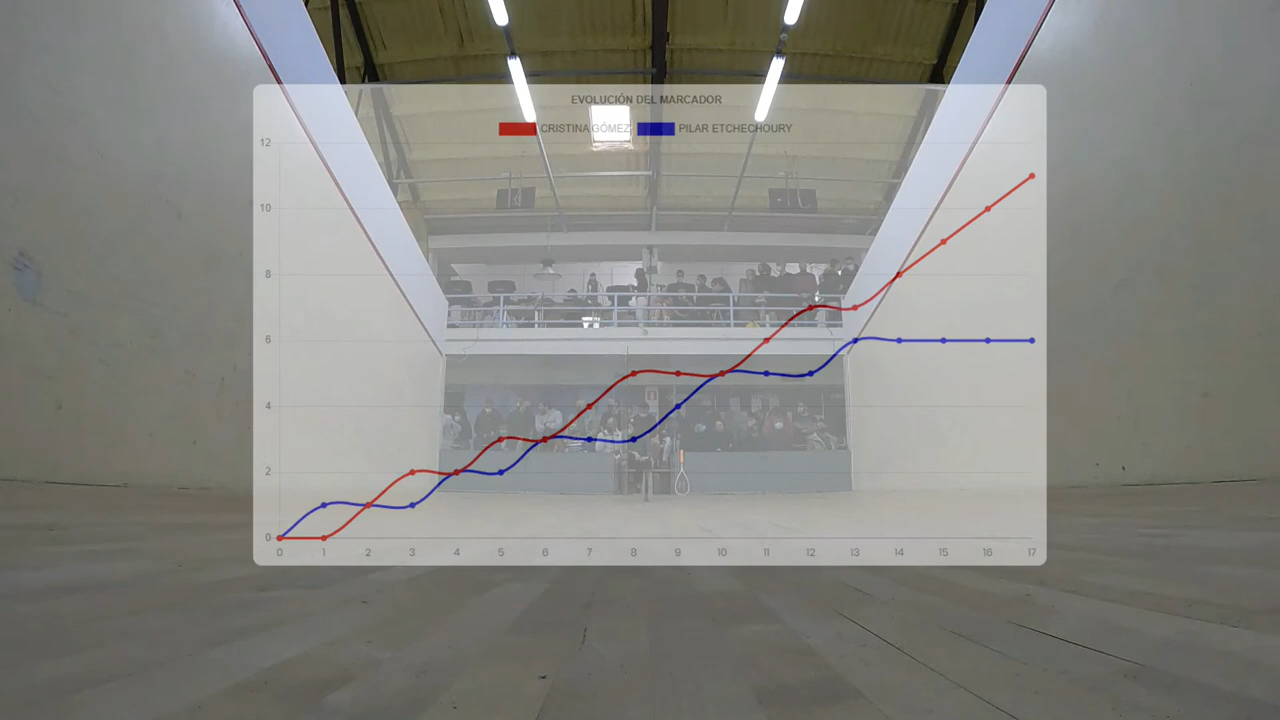 EVOLUCIÓN DEL MARCADOR
CRISTINA GÓMEZ PILAR ETCHECHOURY
12
10
8
6
4
2
0
0 1 2 3 4 5 6 7 8 9 10 11 12 13 14 15 16 17